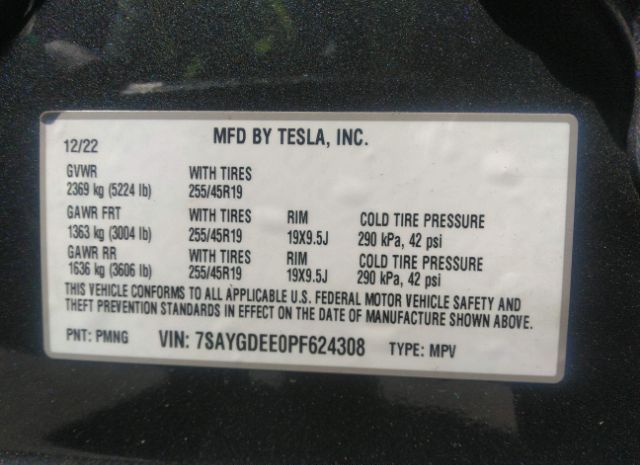 12/22 MFD BY TESLA, INC.
GVWR WITH TIRES
2369 kg (5224 lb) 255/45R19
GAWR FRT WITH TIRES RIM COLD TIRE PRESSURE
1363 kg (3004 lb) 255/45R19 19X9.5J 290 kPa, 42 psi
GAWR RR WITH TIRES RIM COLD TIRE PRESSURE
1636 kg (3606 lb) 255/45R19 19X9.5J 290 kPa, 42 psi
THIS VEHICLE CONFORMS TO ALL APPLICABLE U.S. FEDERAL MOTOR VEHICLE SAFETY AND
THEFT PREVENTION STANDARDS IN EFFECT ON THE DATE OF MANUFACTURE SHOWN ABOVE.
PNT: PMNG VIN: 7SAYGDEE0PF624308 TYPE: MPV